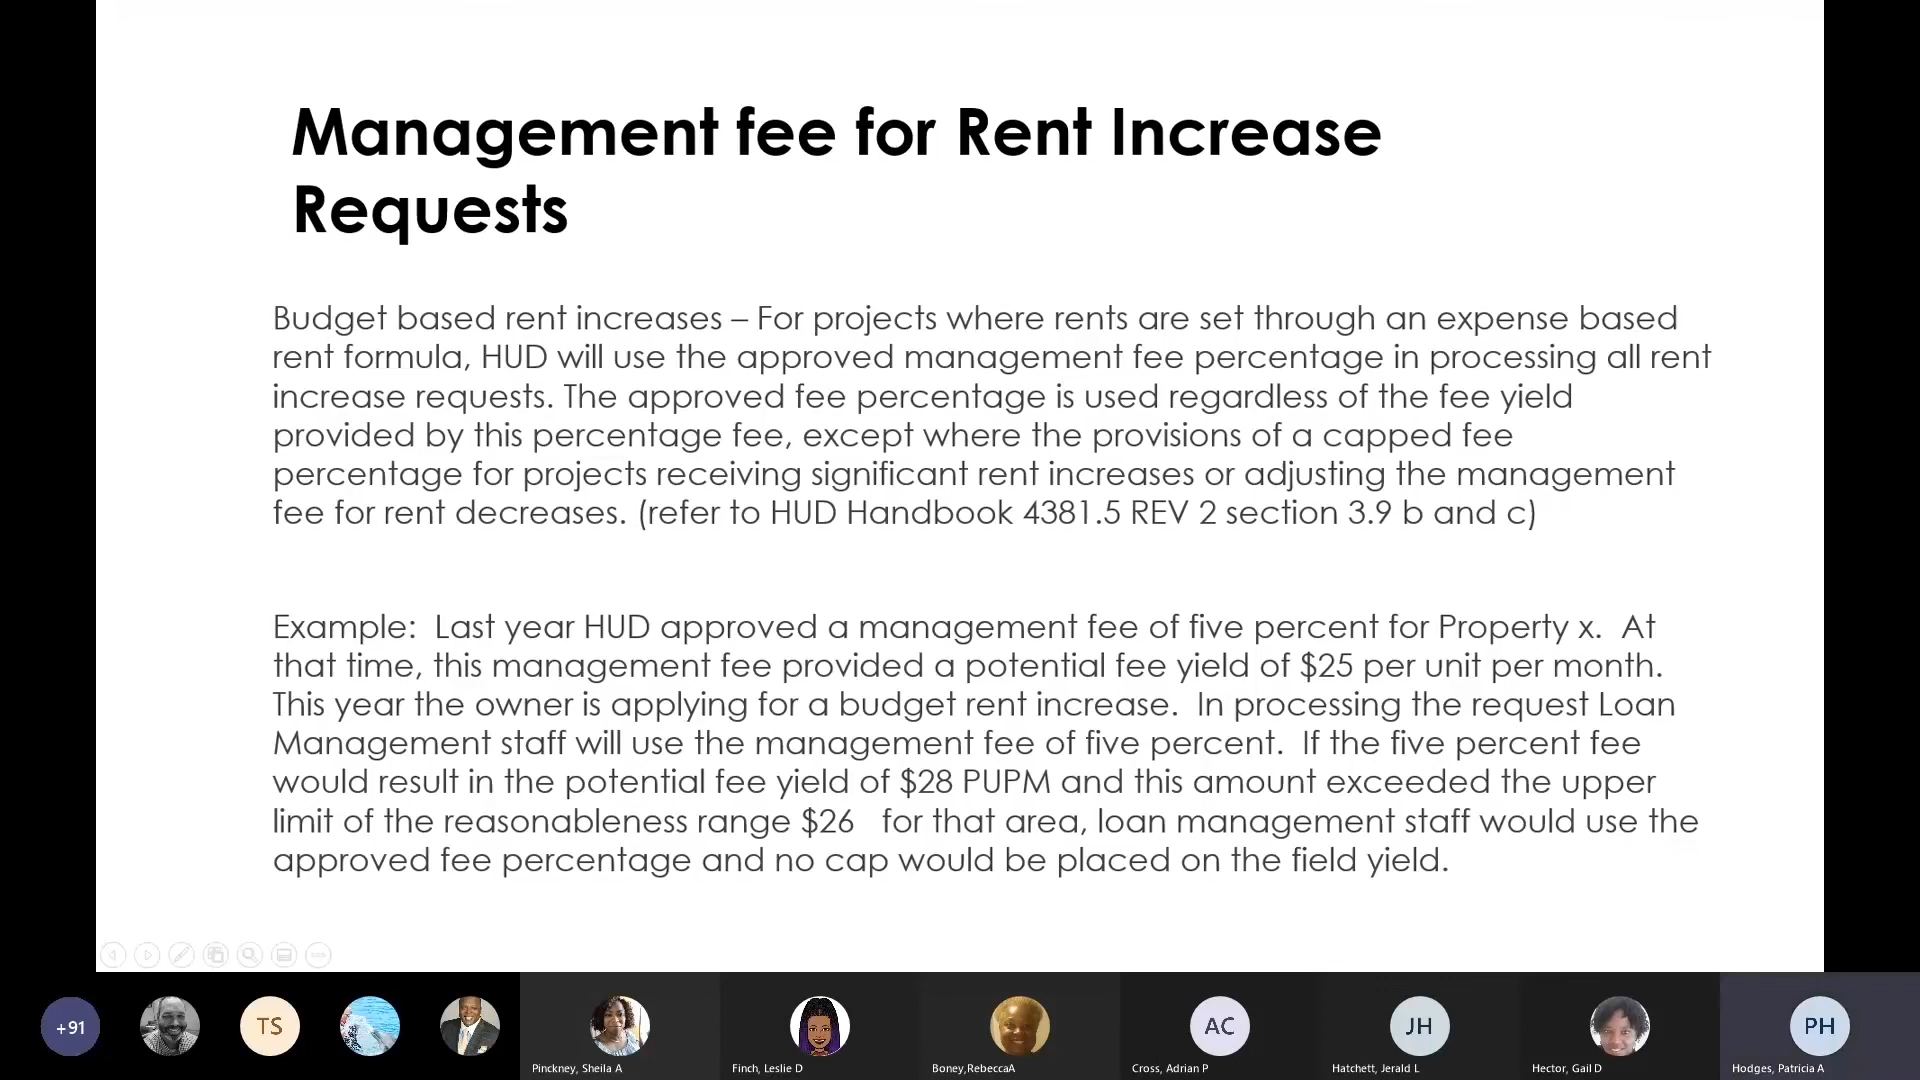 Management fee for Rent Increase
Requests
Budget based rent increases – For projects where rents are set through an expense based
rent formula, HUD will use the approved management fee percentage in processing all rent
increase requests. The approved fee percentage is used regardless of the fee yield
provided by this percentage fee, except where the provisions of a capped fee
percentage for projects receiving significant rent increases or adjusting the management
fee for rent decreases. (refer to HUD Handbook 4381.5 REV 2 section 3.9 b and c)
Example:  Last year HUD approved a management fee of five percent for Property x.  At
that time, this management fee provided a potential fee yield of $25 per unit per month.
This year the owner is applying for a budget rent increase.  In processing the request Loan
Management staff will use the management fee of five percent.  If the five percent fee
would result in the potential fee yield of $28 PUPM and this amount exceeded the upper
limit of the reasonableness range $26   for that area, loan management staff would use the
approved fee percentage and no cap would be placed on the field yield.
+91
TS
AC
JH
PH
Pinckney, Sheila A
Finch, Leslie D
Boney,RebeccaA
Cross, Adrian P
Hatchett, Jerald L
Hector, Gail D
Hodges, Patricia A